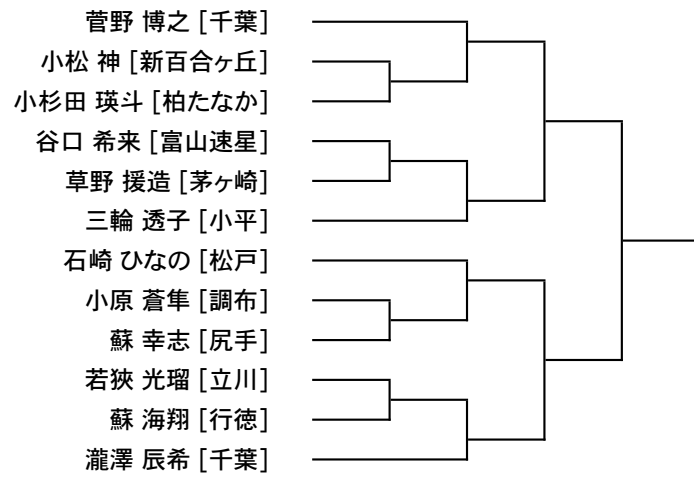 菅野 博之 [千葉]
小松 神 [新百合ヶ丘]
小杉田 瑛斗 [柏たなか]
谷口 希来 [富山速星]
草野 援造 [茅ヶ崎]
三輪 透子 [小平]
石崎 ひなの [松戸]
小原 蒼隼 [調布]
蘇 幸志 [尻手]
若狹 光瑠 [立川]
蘇 海翔 [行徳]
瀧澤 辰希 [千葉]